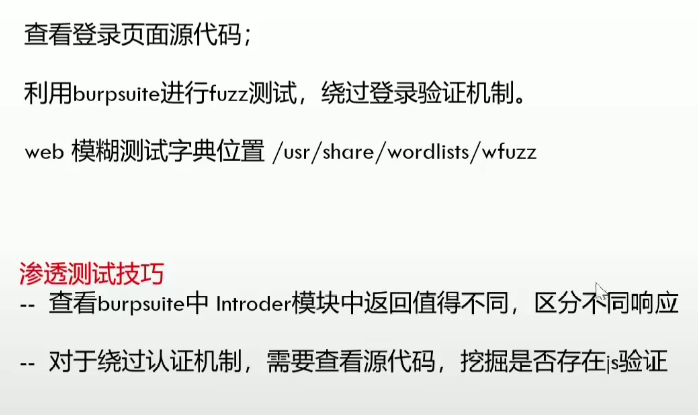 查看登录页面源代码；
利用burpsuite进行fuzz测试，绕过登录验证机制。
web 模糊测试字典位置 /usr/share/wordlists/wfuzz
渗透测试技巧
-- 查看burpsuite中 Introder模块中返回值得不同，区分不同响应
-- 对于绕过认证机制，需要查看源代码，挖掘是否存在js验证